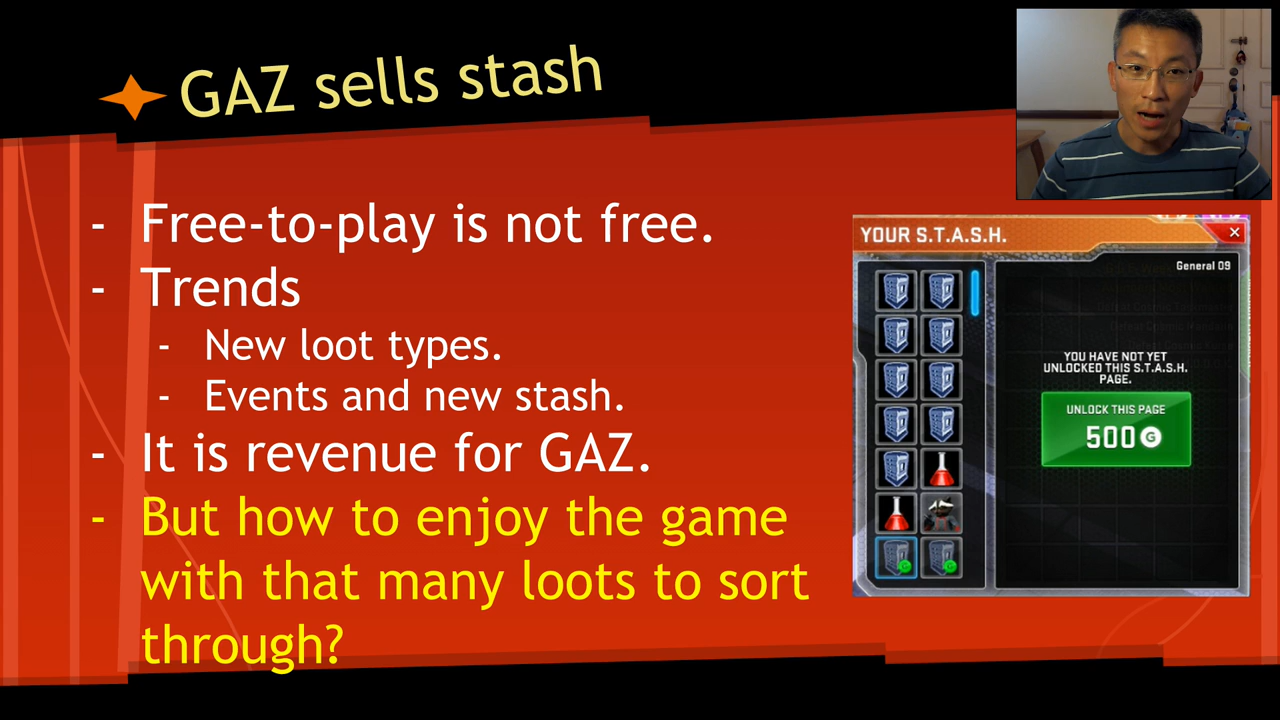 GAZ sells stash
- Free-to-play is not free.
- Trends
- New loot types.
- Events and new stash.
- It is revenue for GAZ.
- But how to enjoy the game
with that many loots to sort
through?
YOUR S.T.A.S.H.
General 09
YOU HAVE NOT YET
UNLOCKED THIS S.T.A.S.H.
PAGE.
UNLOCK THIS PAGE
500 G